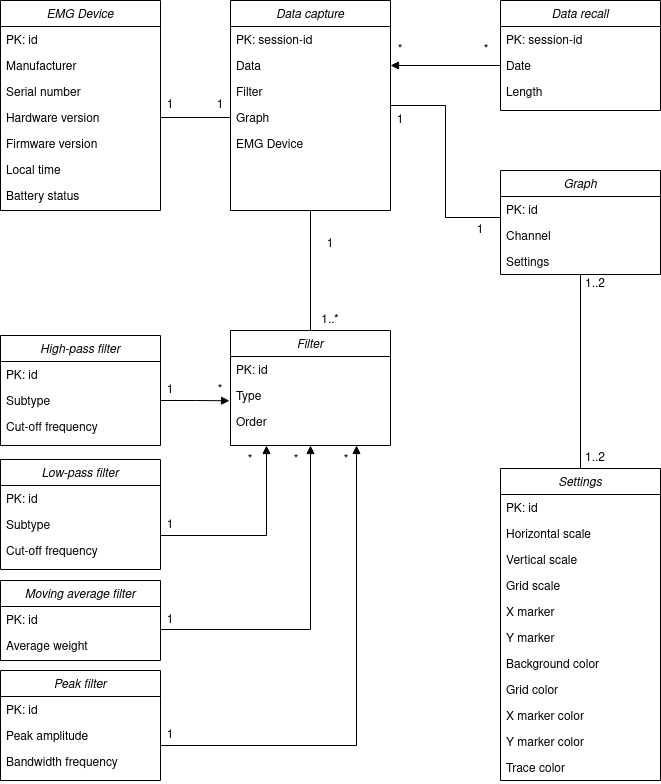 EMG Device
PK: id
Manufacturer
Serial number
Hardware version
Firmware version
Local time
Battery status
1
1
Data capture
PK: session-id
Data
Filter
Graph
EMG Device
*
*
Data recall
PK: session-id
Date
Length
1
1
Graph
PK: id
Channel
Settings
1
1..*
1..2
1..2
High-pass filter
PK: id
Subtype
Cut-off frequency
1
*
Filter
PK: id
Type
Order
*
*
*
Low-pass filter
PK: id
Subtype
Cut-off frequency
1
Moving average filter
PK: id
Average weight
1
Peak filter
PK: id
Peak amplitude
Bandwidth frequency
1
Settings
PK: id
Horizontal scale
Vertical scale
Grid scale
X marker
Y marker
Background color
Grid color
X marker color
Y marker color
Trace color